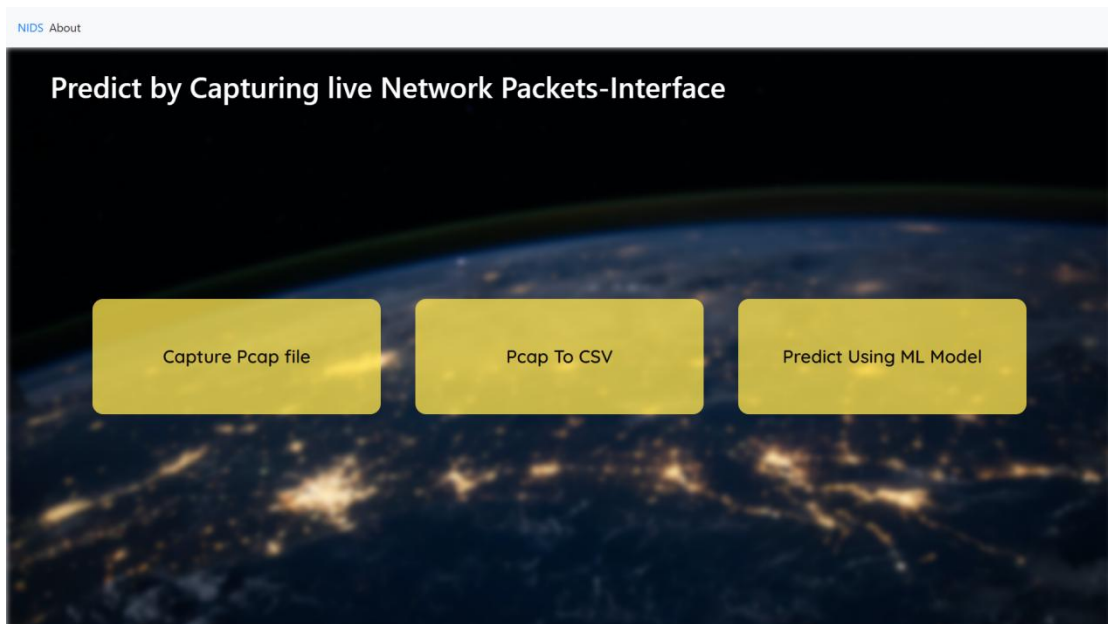 NIDS About
Predict by Capturing live Network Packets-Interface
Capture Pcap file
Pcap To CSV
Predict Using ML Model